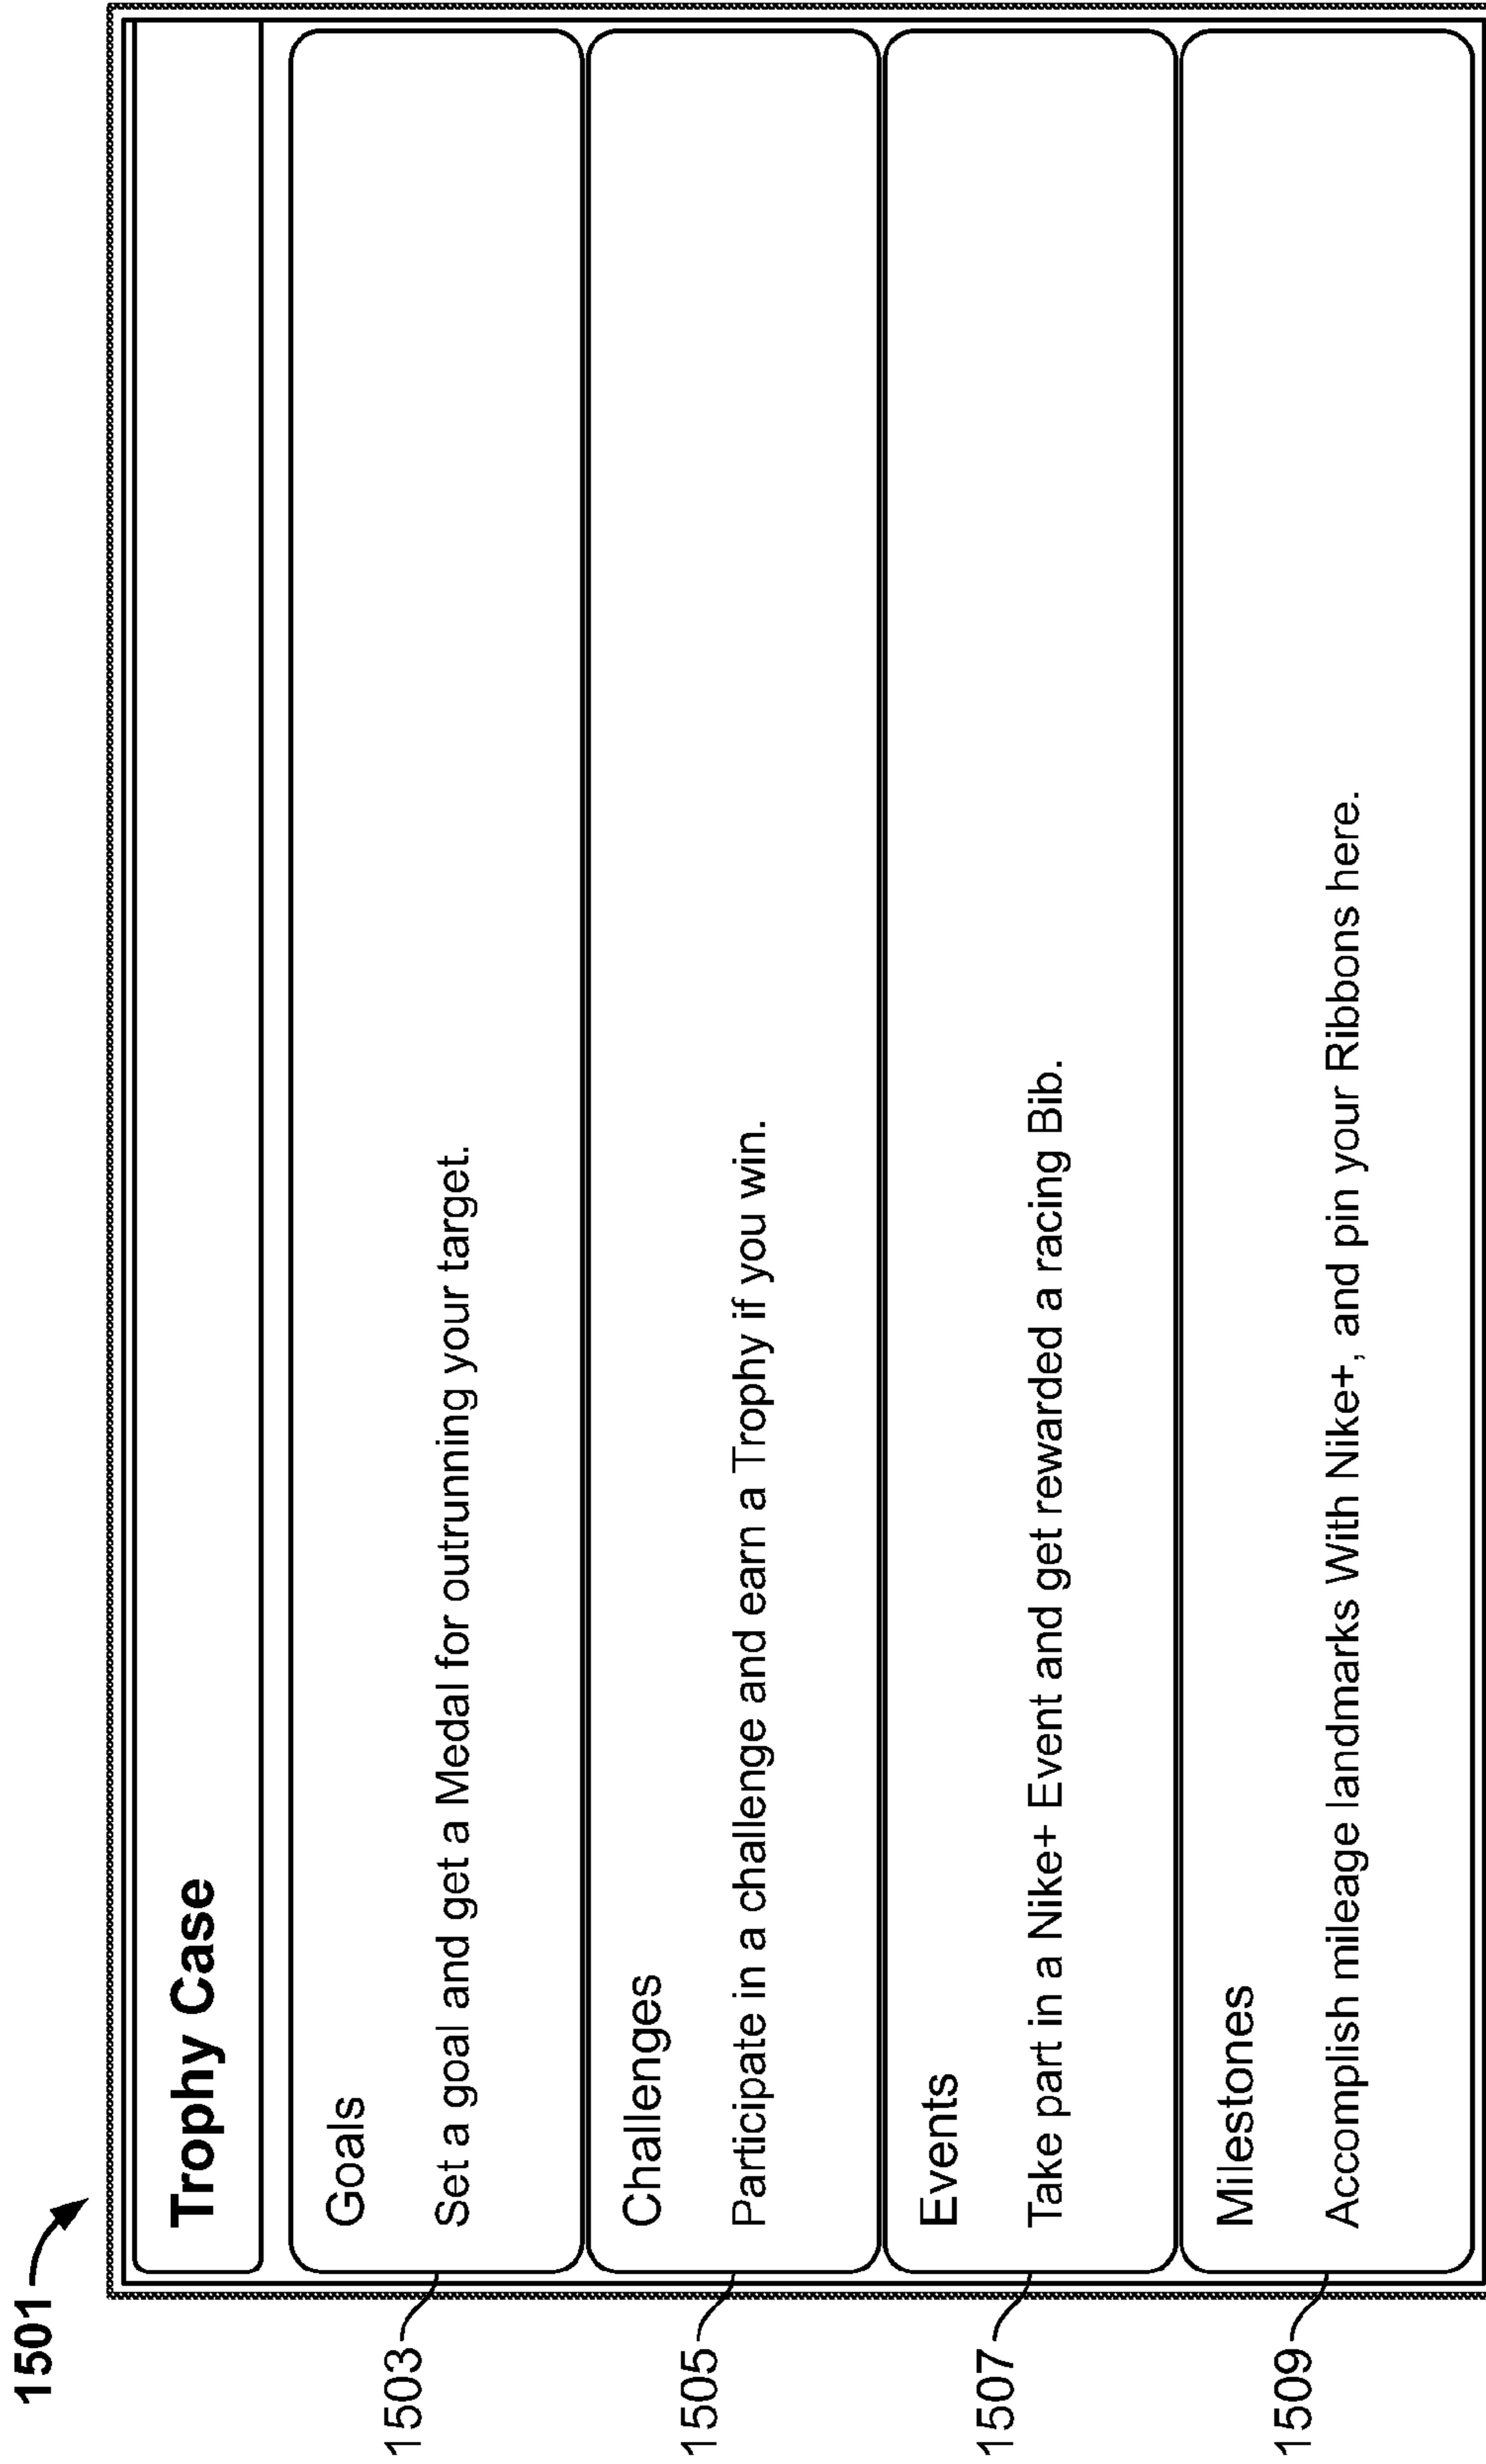 1501
Trophy Case
1503
Goals
Set a goal and get a Medal for outrunning your target.
1505
Challenges
Participate in a challenge and earn a Trophy if you win.
1507
Events
Take part in a Nike+ Event and get rewarded a racing Bib.
1509
Milestones
Accomplish mileage landmarks With Nike+, and pin your Ribbons here.